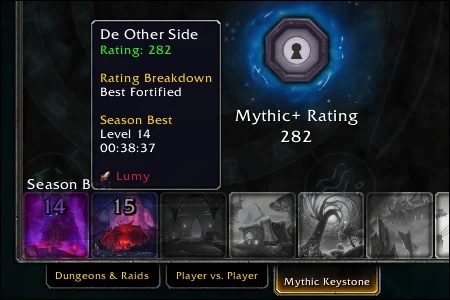 De Other Side
Rating: 282
Rating Breakdown
Best Fortified
Season Best
Level 14
00:38:37
Lumy
Mythic+ Rating
282
Season B
14
15
Dungeons & Raids
Player vs. Player
Mythic Keystone